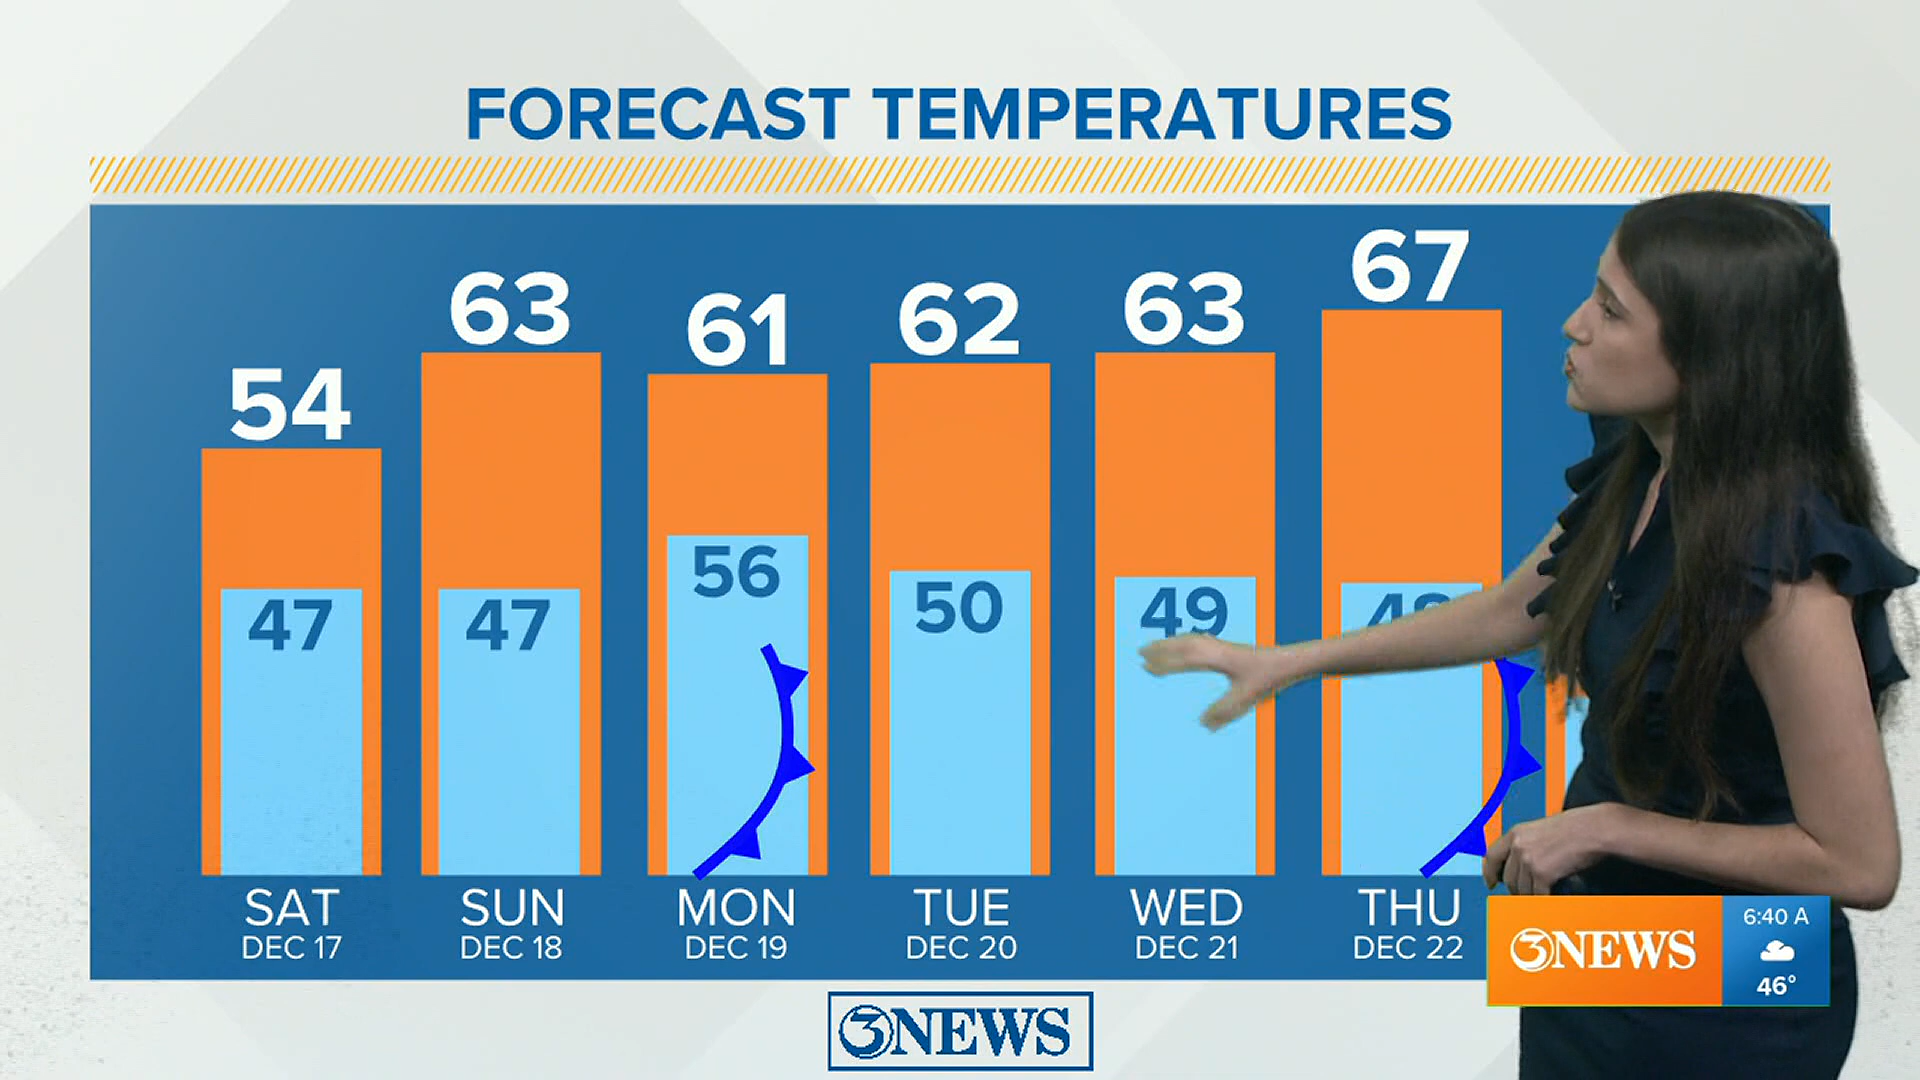 FORECAST TEMPERATURES
54 63 61 62 63 67
47 47 56 50 49 48
SAT SUN MON TUE WED THU
DEC 17 DEC 18 DEC 19 DEC 20 DEC 21 DEC 22
3NEWS
6:40 A
46°
3NEWS